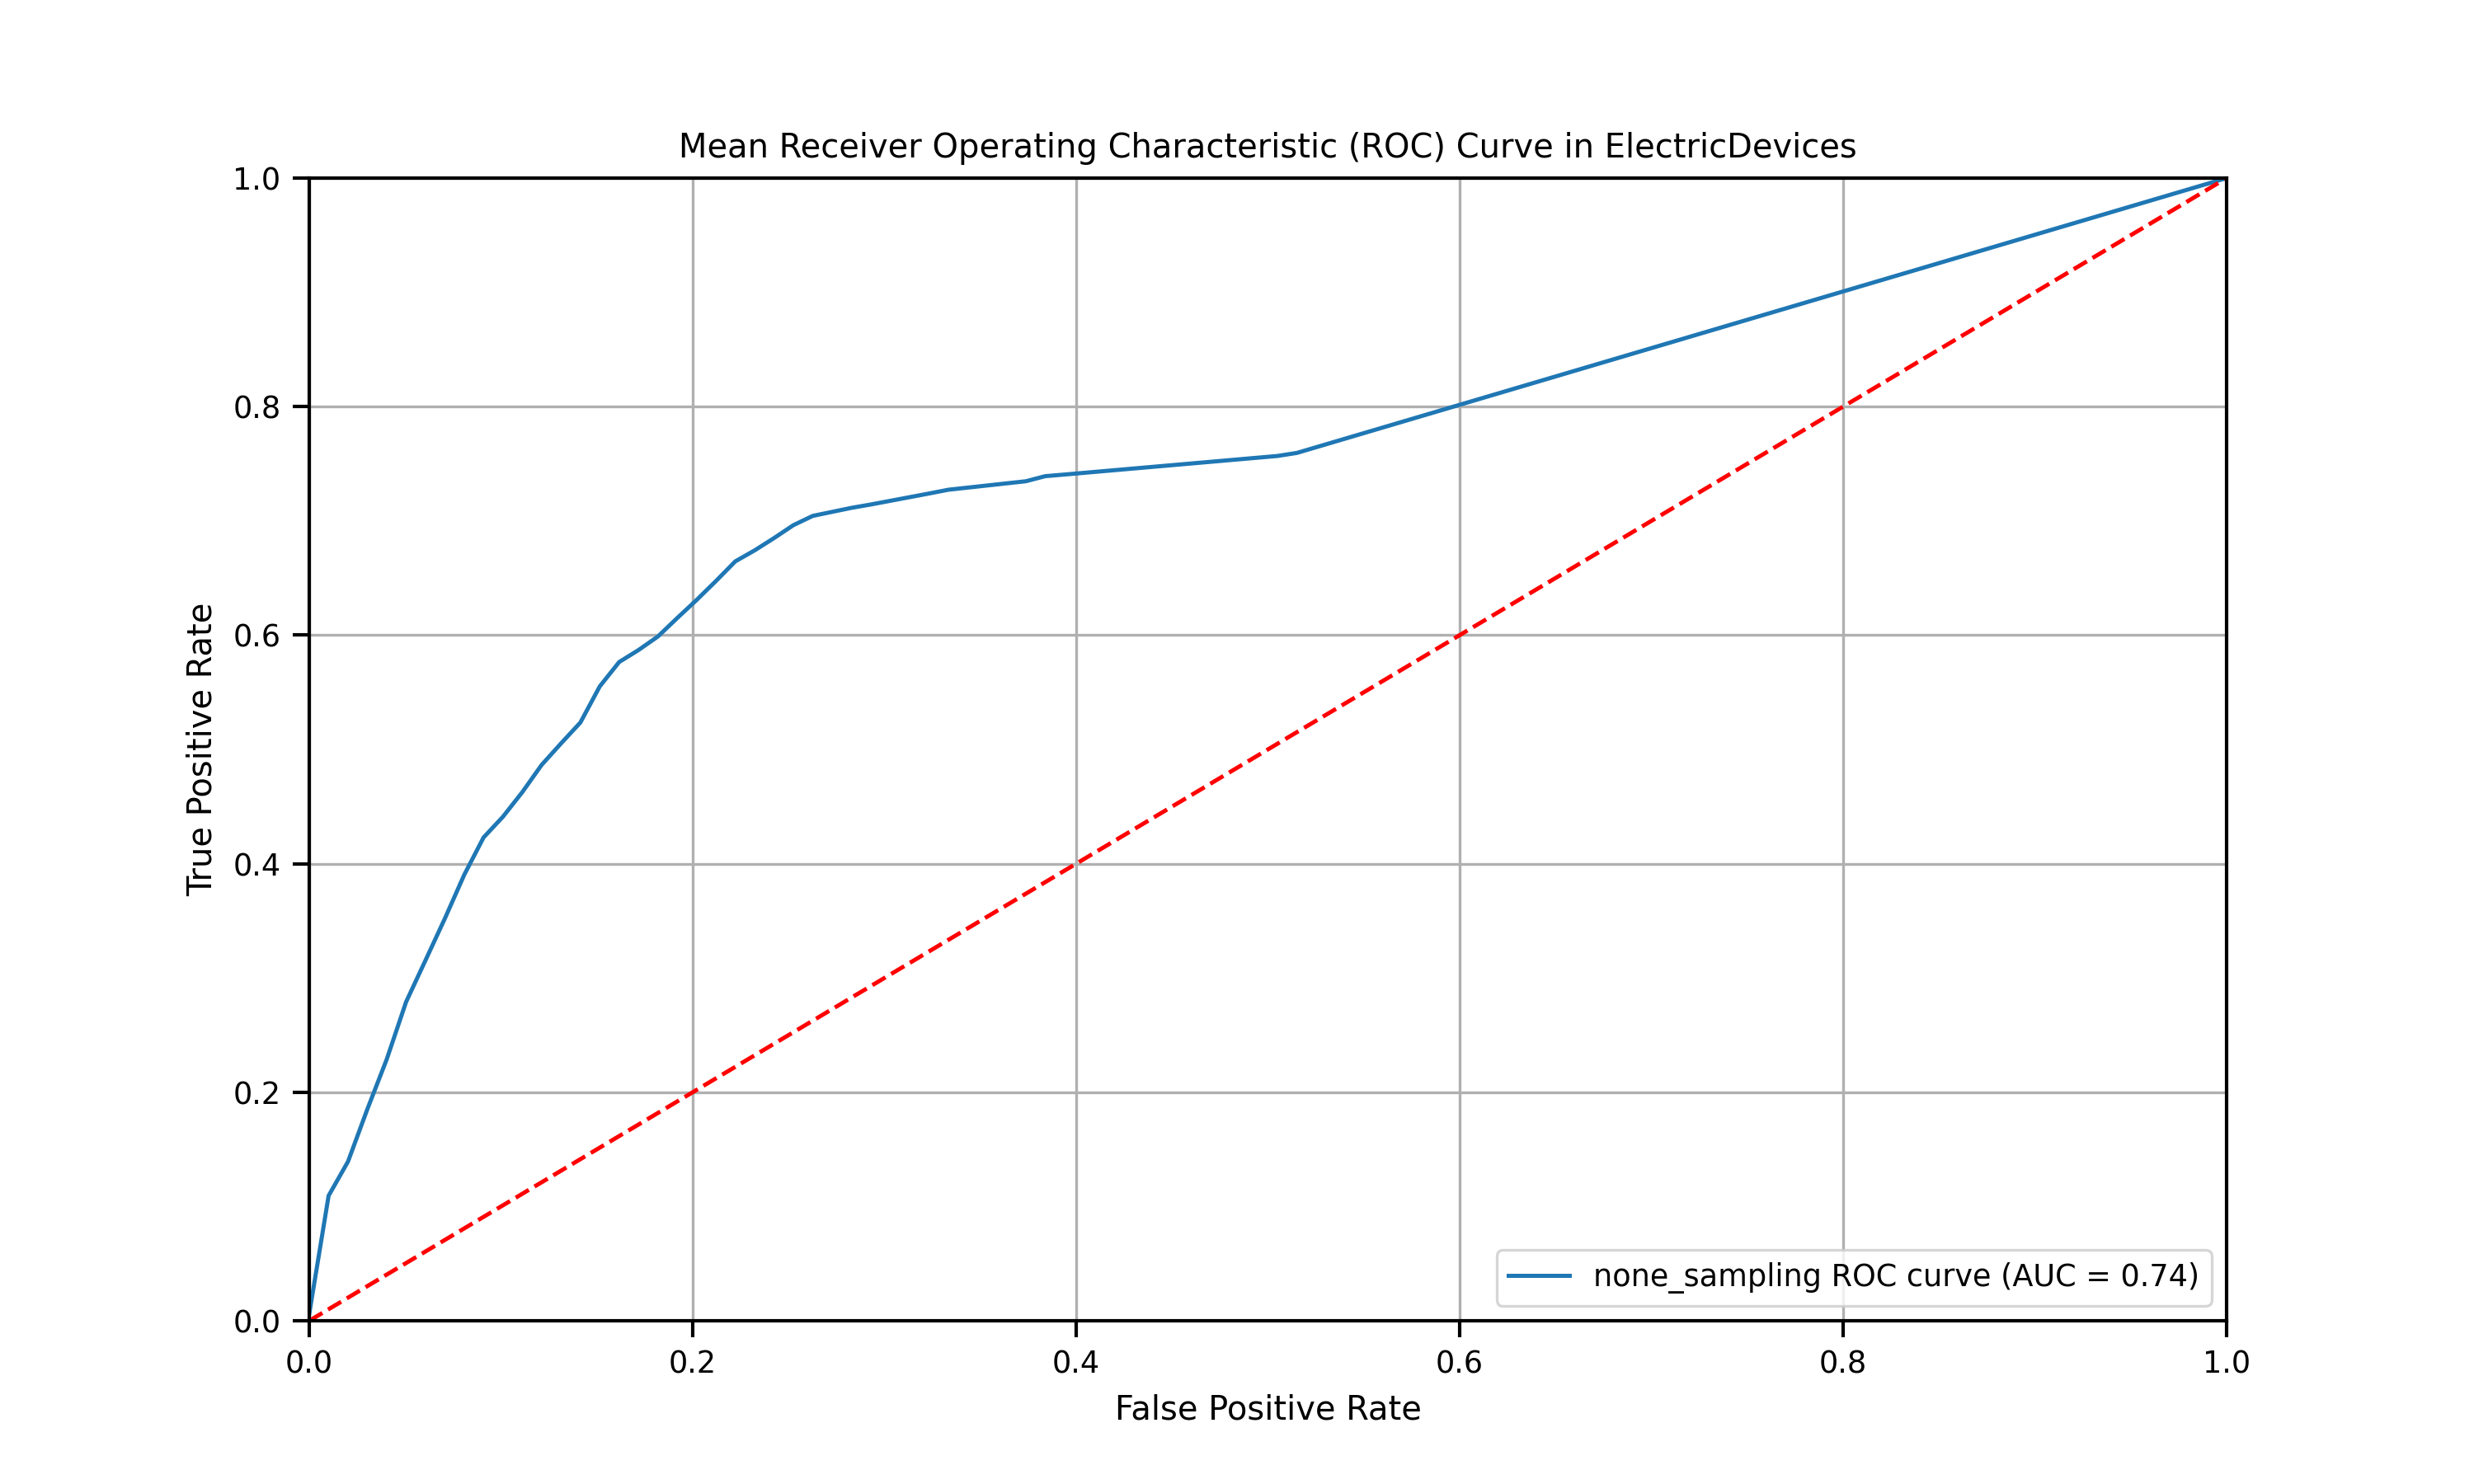 Mean Receiver Operating Characteristic (ROC) Curve in ElectricDevices
1.0
0.8
0.6
0.4
0.2
0.0
True Positive Rate
none_sampling ROC curve (AUC = 0.74)
0.0 0.2 0.4 0.6 0.8 1.0
False Positive Rate